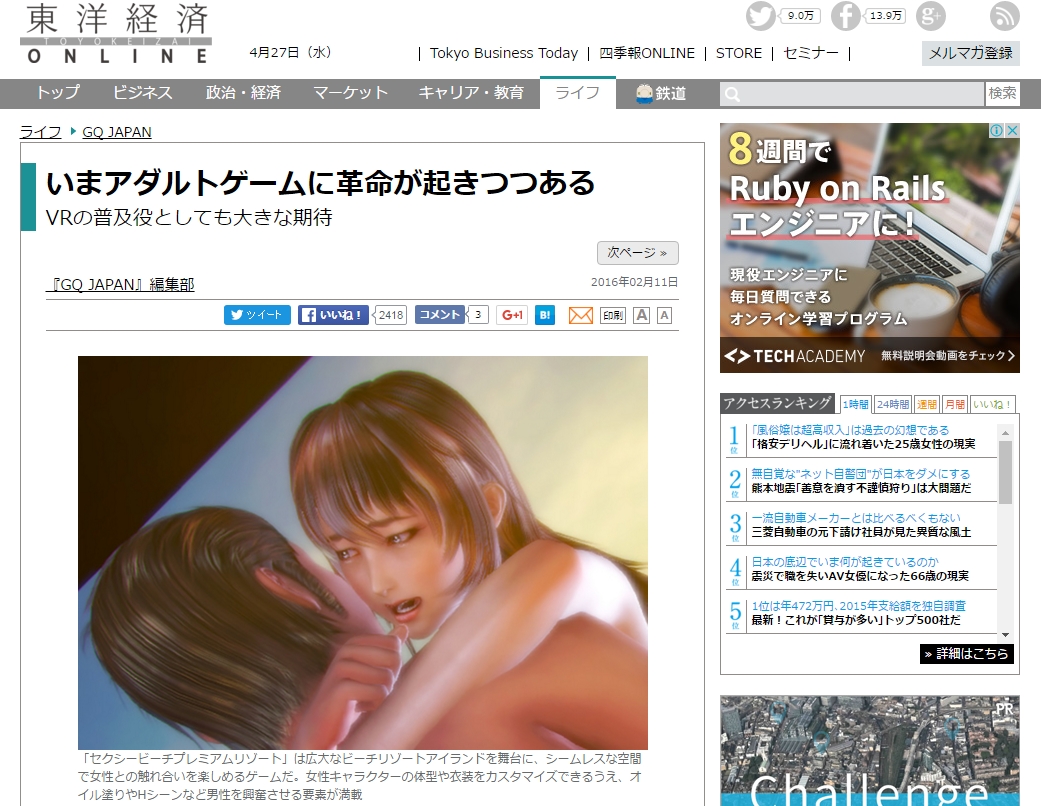 東洋経済
TOYOKEIZAI
ONLINE
4月27日（水）
9.0万
13.9万
g+
| Tokyo Business Today | 四季報ONLINE | STORE | セミナー |
メルマガ登録
トップ
ビジネス
政治・経済
マーケット
キャリア・教育
ライフ
鉄道
検索
ライフ
GQ JAPAN
いまアダルトゲームに革命が起きつつある
VRの普及役としても大きな期待
次ページ »
『GQ JAPAN』編集部
2016年02月11日
ツイート
いいね！
2418
コメント
3
G+1
B!
印刷
A
A
「セクシービーチプレミアムリゾート」は広大なビーチリゾートアイランドを舞台に、シームレスな空間
で女性との触れ合いを楽しめるゲームだ。女性キャラクターの体型や衣装をカスタマイズできるうえ、オ
イル塗りやHシーンなど男性を興奮させる要素が満載
8週間で
Ruby on Rails
エンジニアに!
現役エンジニアに
毎日質問できる
オンライン学習プログラム
TECHACADEMY
無料説明会動画をチェック
アクセスランキング
1時間
24時間
週間
月間
いいね！
1位
「風俗嬢は超高収入」は過去の幻想である
「格安デリヘル」に流れ着いた25歳女性の現実
2位
無自覚な"ネット自警団"が日本をダメにする
熊本地震「善意を潰す不謹慎狩り」は大問題だ
3位
一流自動車メーカーとは比べるべくもない
三菱自動車の元下請け社員が見た異質な風土
4位
日本の底辺でいま何が起きているのか
震災で職を失いAV女優になった66歳の現実
5位
1位は年472万円、2015年支給額を独自調査
最新！これが「賞与が多い」トップ500社だ
» 詳細はこちら
PR
Challenge